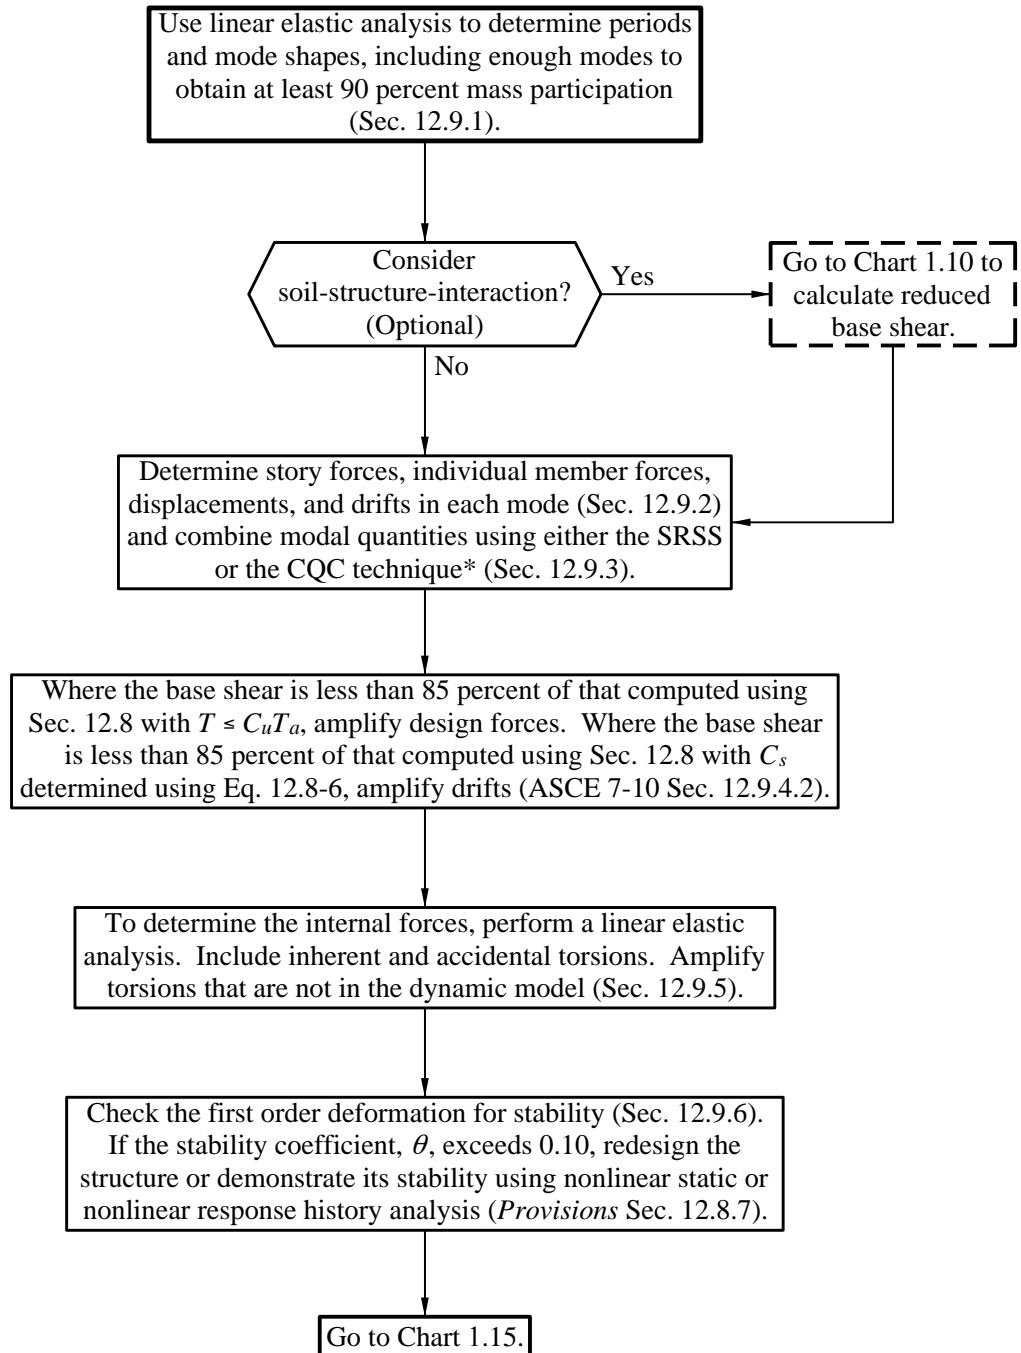 Use linear elastic analysis to determine periods
and mode shapes, including enough modes to
obtain at least 90 percent mass participation
(Sec. 12.9.1).
Consider
soil-structure-interaction?
(Optional)
Yes
Go to Chart 1.10 to
calculate reduced
base shear.
No
Determine story forces, individual member forces,
displacements, and drifts in each mode (Sec. 12.9.2)
and combine modal quantities using either the SRSS
or the CQC technique* (Sec. 12.9.3).
Where the base shear is less than 85 percent of that computed using
Sec. 12.8 with T ≤ CuTa, amplify design forces. Where the base shear
is less than 85 percent of that computed using Sec. 12.8 with Cs
determined using Eq. 12.8-6, amplify drifts (ASCE 7-10 Sec. 12.9.4.2).
To determine the internal forces, perform a linear elastic
analysis. Include inherent and accidental torsions. Amplify
torsions that are not in the dynamic model (Sec. 12.9.5).
Check the first order deformation for stability (Sec. 12.9.6).
If the stability coefficient, θ, exceeds 0.10, redesign the
structure or demonstrate its stability using nonlinear static or
nonlinear response history analysis (Provisions Sec. 12.8.7).
Go to Chart 1.15.